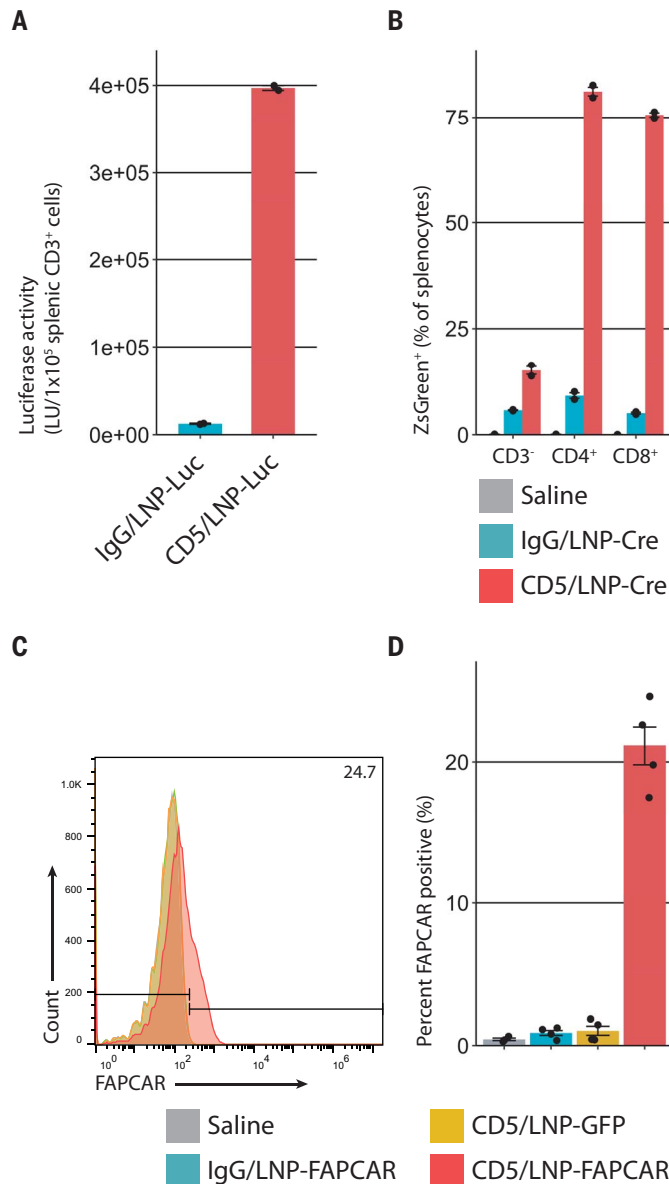 A
Luciferase activity
(LU/1x10⁵ splenic CD3⁺ cells)
4e+05
3e+05
2e+05
1e+05
0e+00
IgG/LNP-Luc
CD5/LNP-Luc
B
ZsGreen⁺ (% of splenocytes)
75
50
25
0
CD3⁻ CD4⁺ CD8⁺
Saline
IgG/LNP-Cre
CD5/LNP-Cre
C
24.7
Count
1.0K
800
600
400
200
0
10⁰ 10² 10⁴ 10⁶
FAPCAR
D
Percent FAPCAR positive (%)
20
10
0
Saline
IgG/LNP-FAPCAR
CD5/LNP-GFP
CD5/LNP-FAPCAR